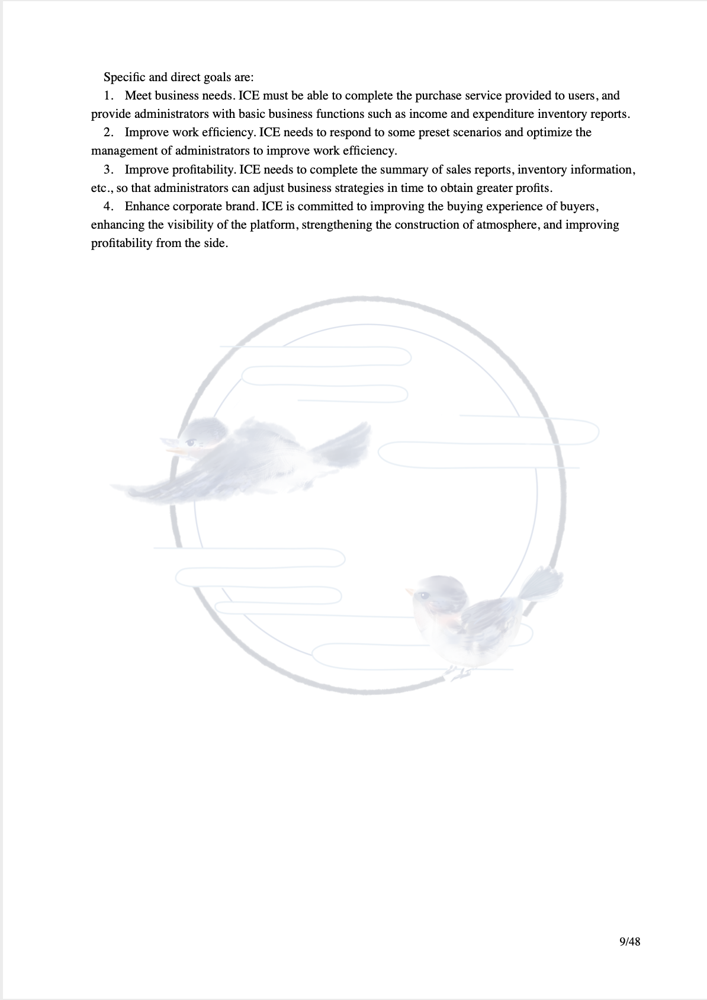 Specific and direct goals are:
1. Meet business needs. ICE must be able to complete the purchase service provided to users, and
provide administrators with basic business functions such as income and expenditure inventory reports.
2. Improve work efficiency. ICE needs to respond to some preset scenarios and optimize the
management of administrators to improve work efficiency.
3. Improve profitability. ICE needs to complete the summary of sales reports, inventory information,
etc., so that administrators can adjust business strategies in time to obtain greater profits.
4. Enhance corporate brand. ICE is committed to improving the buying experience of buyers,
enhancing the visibility of the platform, strengthening the construction of atmosphere, and improving
profitability from the side.
9/48